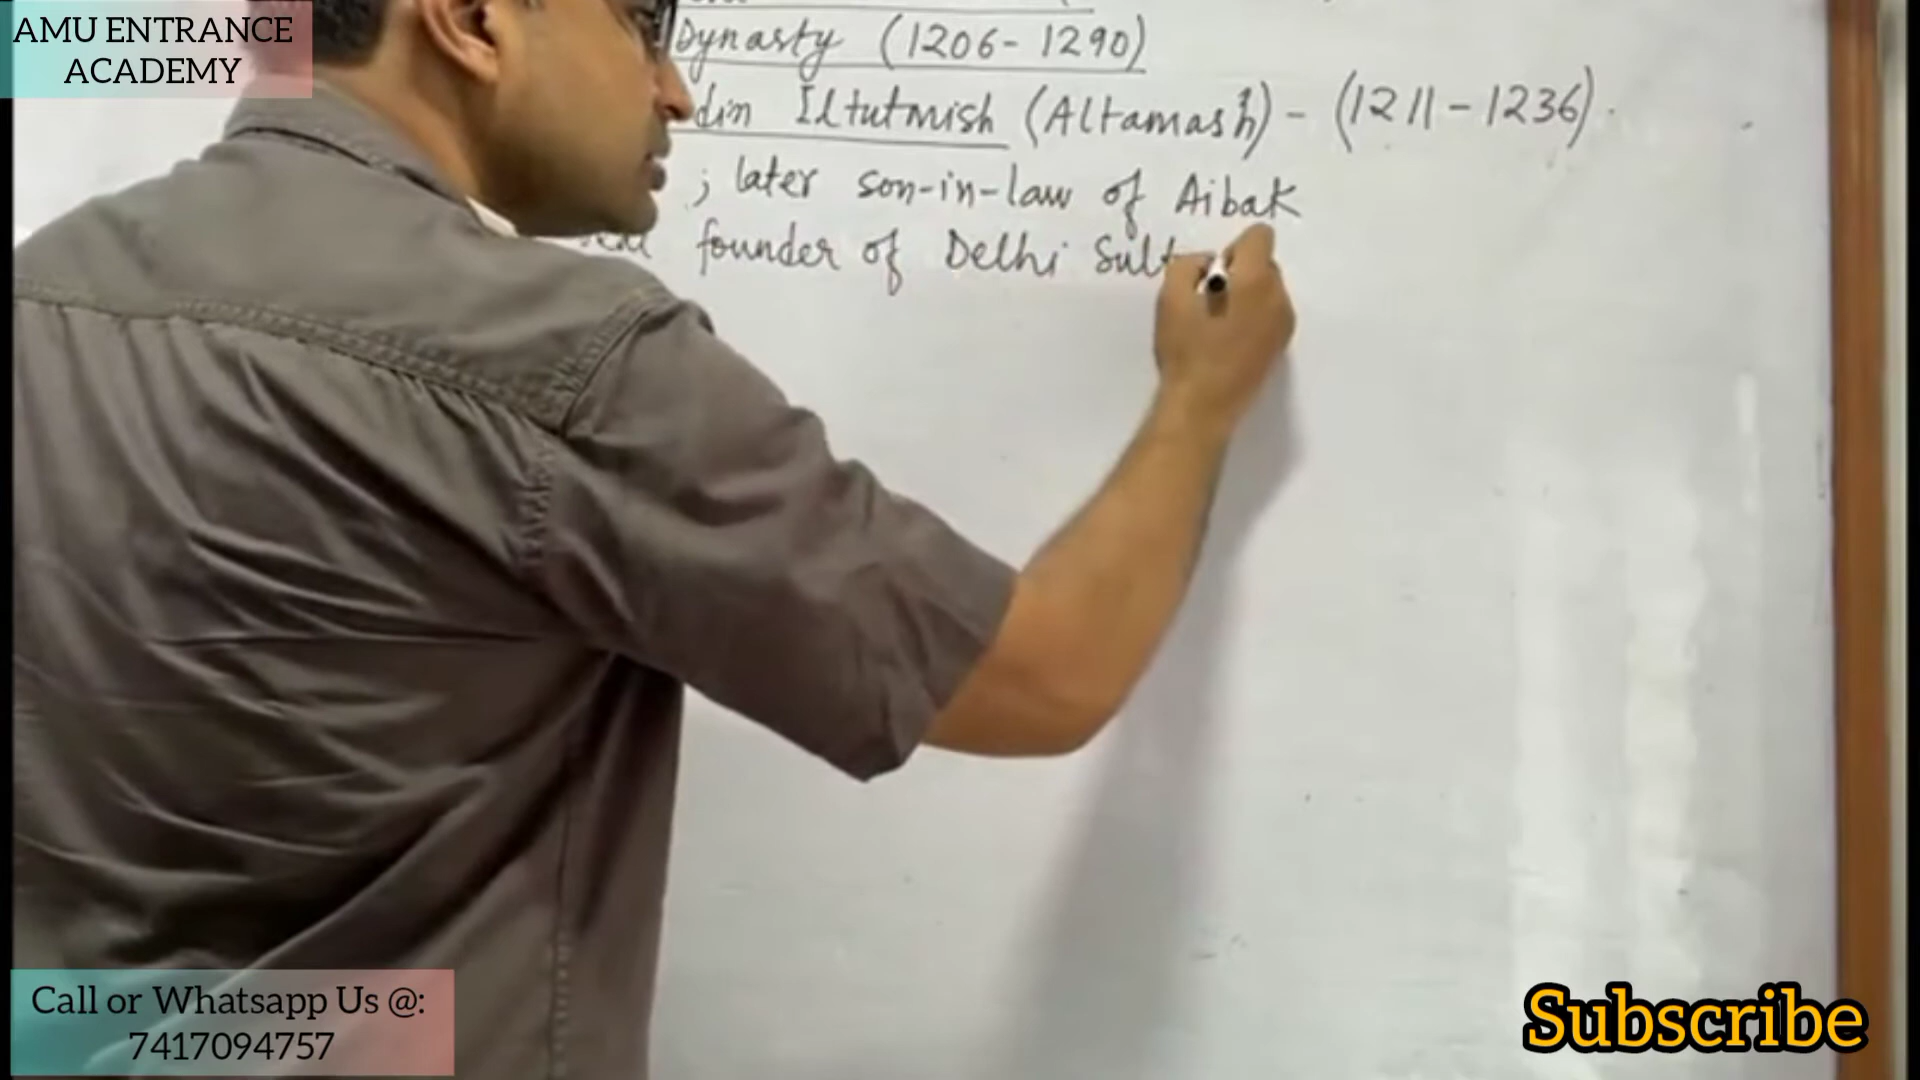 AMU ENTRANCE
ACADEMY
Dynasty (1206-1290)
din Iltutmish (Altamash) - (1211-1236).
; later son-in-law of Aibak
founder of Delhi Sult
Call or Whatsapp Us @:
7417094757
Subscribe